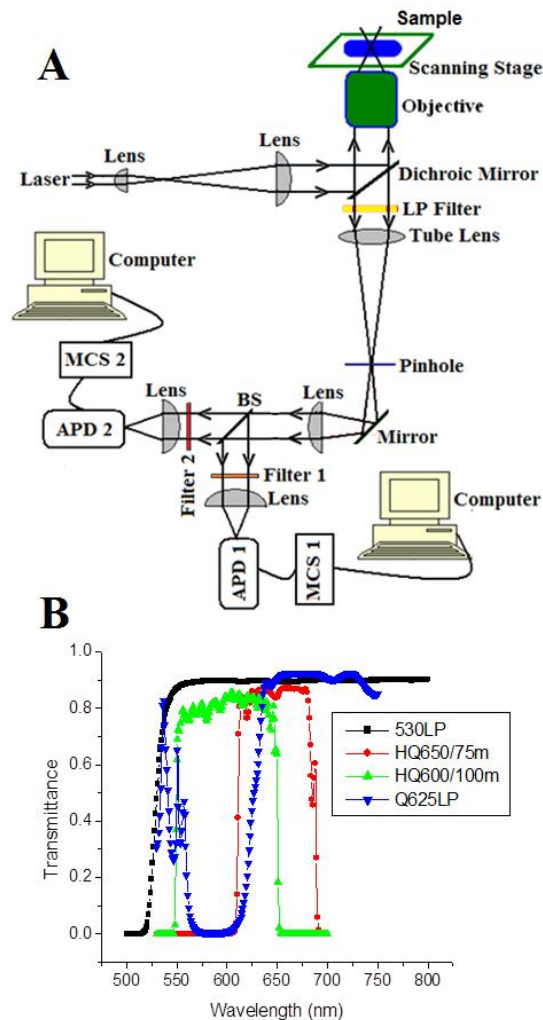 A
Sample
Scanning Stage
Objective
Lens
Lens
Laser
Dichroic Mirror
LP Filter
Tube Lens
Computer
MCS 2
Pinhole
Lens
BS
Lens
APD 2
Mirror
Filter 2
Filter 1
Lens
Computer
APD 1
MCS 1
B
1.0
0.8
0.6
0.4
0.2
0.0
Transmittance
530LP
HQ650/75m
HQ600/100m
Q625LP
500 550 600 650 700 750 800
Wavelength (nm)